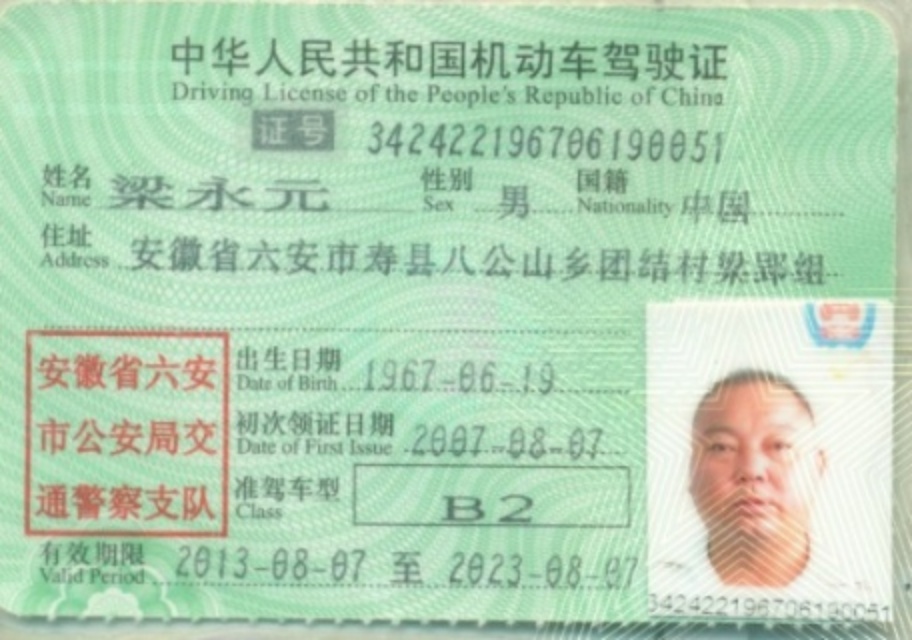 中华人民共和国机动车驾驶证
Driving License of the People's Republic of China
证号 342422196706190051
姓名 Name 梁永元 性别 Sex 男 国籍 Nationality 中国
住址 Address 安徽省六安市寿县八公山乡团结村梁郢组
安徽省六安
市公安局交
通警察支队
出生日期 Date of Birth 1967-06-19
初次领证日期 Date of First Issue 2007-08-07
准驾车型 Class B2
有效期限 Valid Period 2013-08-07 至 2023-08-07
342422196706190051